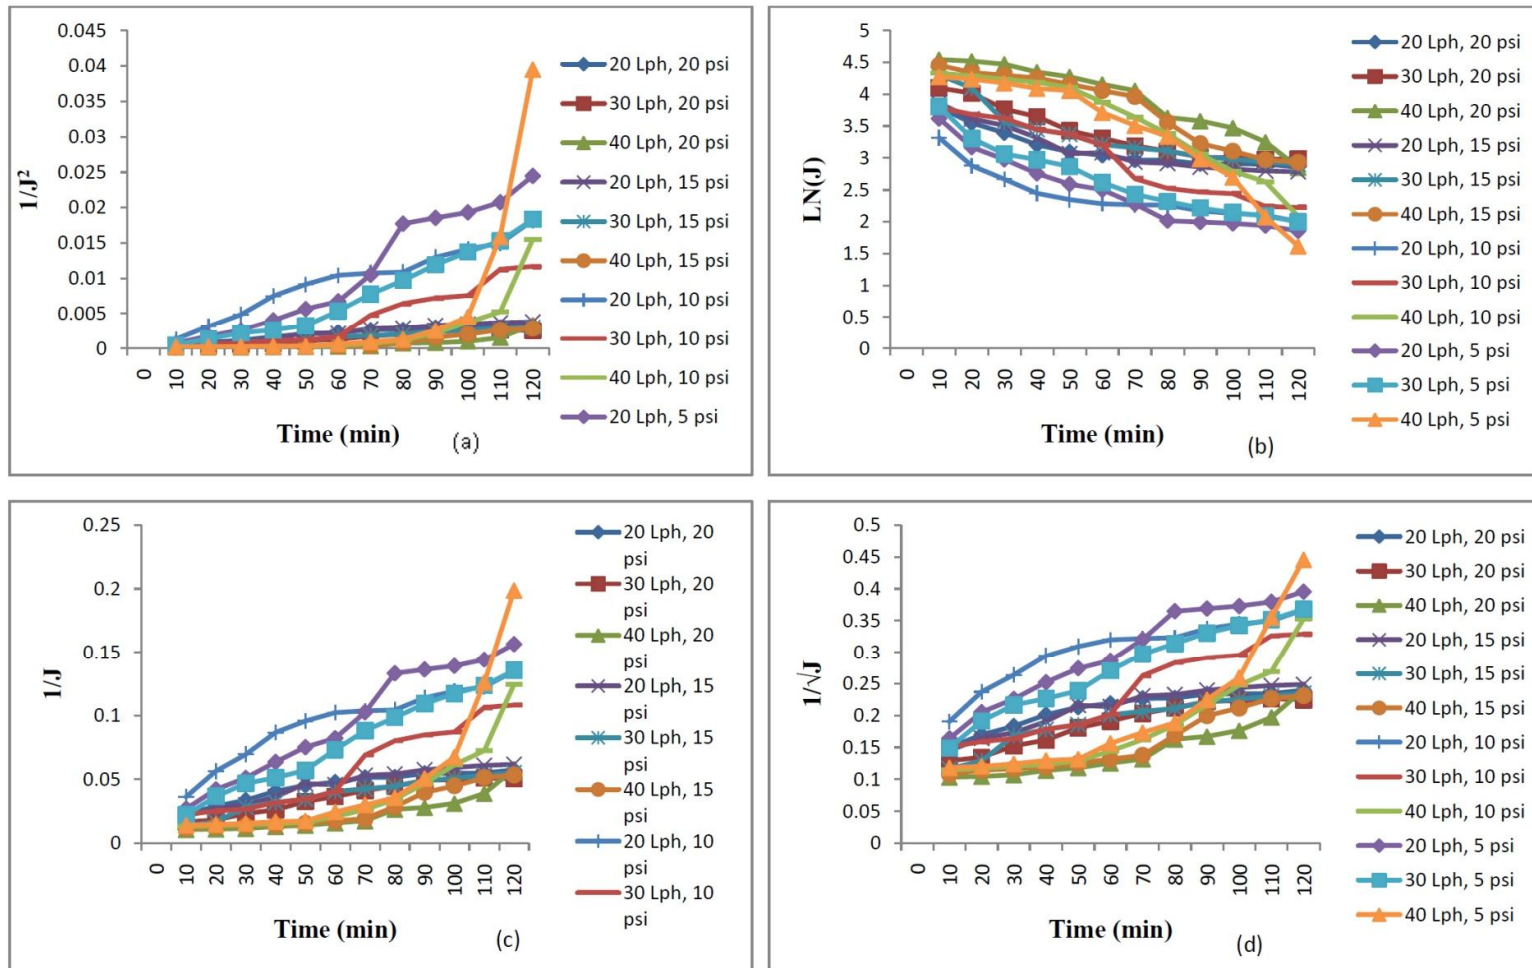 0.045
0.04
0.035
0.03
0.025
0.02
0.015
0.01
0.005
0
1/J²
0 10 20 30 40 50 60 70 80 90 100 110 120
Time (min)
(a)
20 Lph, 20 psi
30 Lph, 20 psi
40 Lph, 20 psi
20 Lph, 15 psi
30 Lph, 15 psi
40 Lph, 15 psi
20 Lph, 10 psi
30 Lph, 10 psi
40 Lph, 10 psi
20 Lph, 5 psi
5
4.5
4
3.5
3
2.5
2
1.5
1
0.5
0
LN(J)
0 10 20 30 40 50 60 70 80 90 100 110 120
Time (min)
(b)
20 Lph, 20 psi
30 Lph, 20 psi
40 Lph, 20 psi
20 Lph, 15 psi
30 Lph, 15 psi
40 Lph, 15 psi
20 Lph, 10 psi
30 Lph, 10 psi
40 Lph, 10 psi
20 Lph, 5 psi
30 Lph, 5 psi
40 Lph, 5 psi
0.25
0.2
0.15
0.1
0.05
0
1/J
0 10 20 30 40 50 60 70 80 90 100 110 120
Time (min)
(c)
20 Lph, 20
psi
30 Lph, 20
psi
40 Lph, 20
psi
20 Lph, 15
psi
30 Lph, 15
psi
40 Lph, 15
psi
20 Lph, 10
psi
30 Lph, 10
psi
0.5
0.45
0.4
0.35
0.3
0.25
0.2
0.15
0.1
0.05
0
1/√J
0 10 20 30 40 50 60 70 80 90 100 110 120
Time (min)
(d)
20 Lph, 20 psi
30 Lph, 20 psi
40 Lph, 20 psi
20 Lph, 15 psi
30 Lph, 15 psi
40 Lph, 15 psi
20 Lph, 10 psi
30 Lph, 10 psi
40 Lph, 10 psi
20 Lph, 5 psi
30 Lph, 5 psi
40 Lph, 5 psi